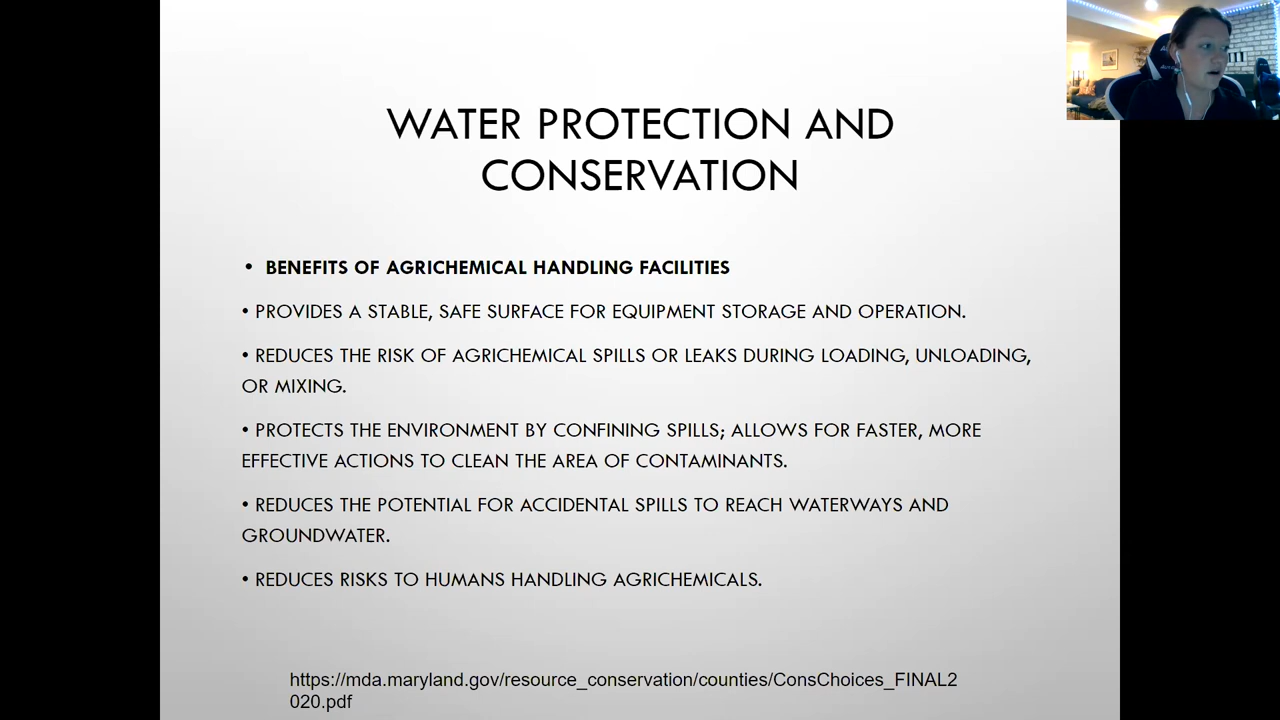 WATER PROTECTION AND
CONSERVATION
• BENEFITS OF AGRICHEMICAL HANDLING FACILITIES
• PROVIDES A STABLE, SAFE SURFACE FOR EQUIPMENT STORAGE AND OPERATION.
• REDUCES THE RISK OF AGRICHEMICAL SPILLS OR LEAKS DURING LOADING, UNLOADING,
OR MIXING.
• PROTECTS THE ENVIRONMENT BY CONFINING SPILLS; ALLOWS FOR FASTER, MORE
EFFECTIVE ACTIONS TO CLEAN THE AREA OF CONTAMINANTS.
• REDUCES THE POTENTIAL FOR ACCIDENTAL SPILLS TO REACH WATERWAYS AND
GROUNDWATER.
• REDUCES RISKS TO HUMANS HANDLING AGRICHEMICALS.
https://mda.maryland.gov/resource_conservation/counties/ConsChoices_FINAL2
020.pdf